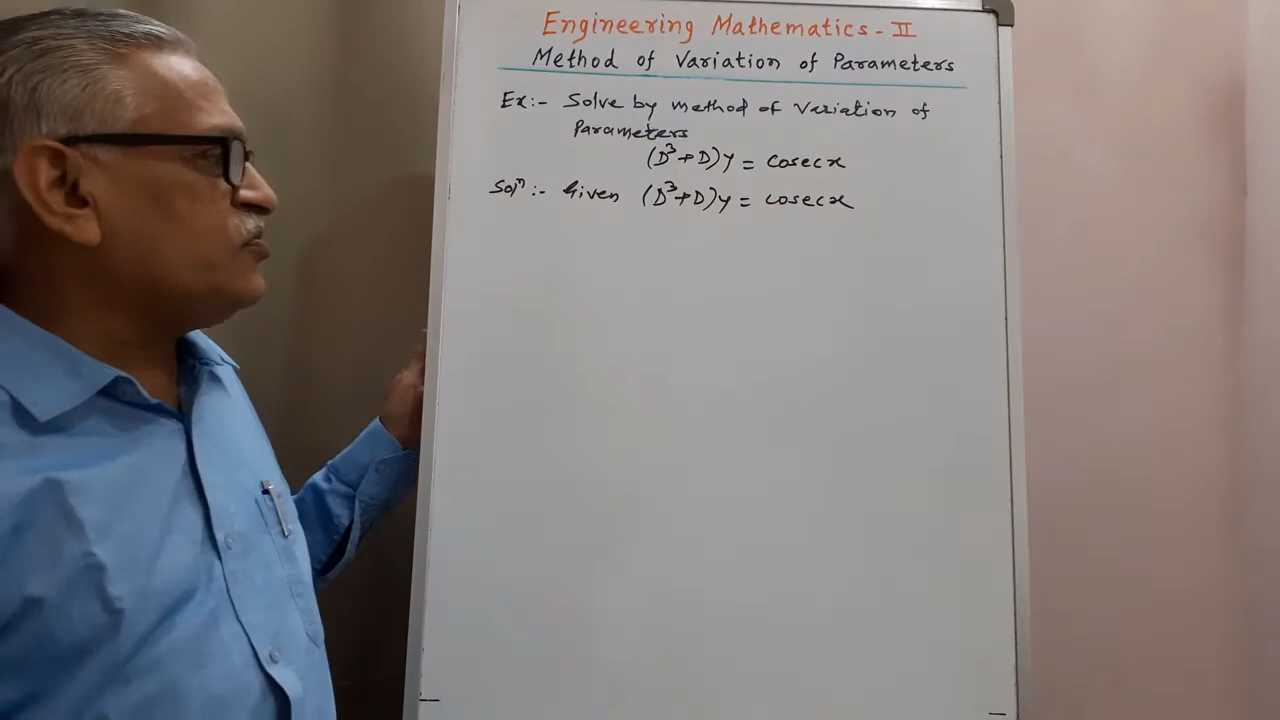 Engineering Mathematics - II
Method of Variation of Parameters
Ex:- Solve by method of Variation of
Parameters
(D³+D)y = cosecx
Solⁿ:- Given (D³+D)y = cosecx